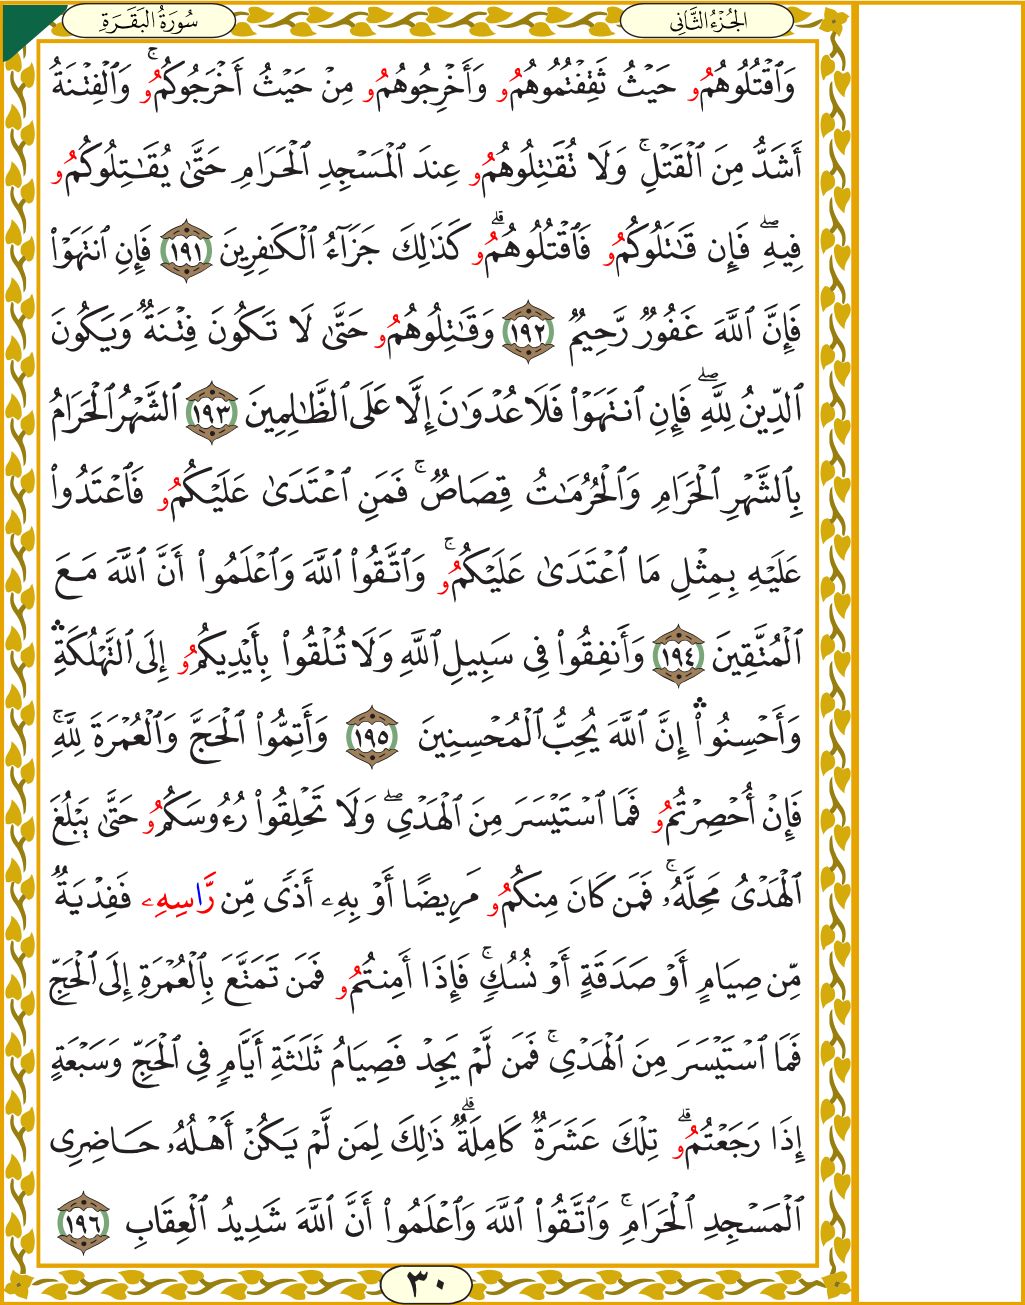 الجُزْءُ الثَّانِي
سُورَةُ البَقَرَةِ
وَٱقْتُلُوهُمُو حَيْثُ ثَقِفْتُمُوهُمُو وَأَخْرِجُوهُمُو مِنْ حَيْثُ أَخْرَجُوكُمُوۚ وَٱلْفِتْنَةُ
أَشَدُّ مِنَ ٱلْقَتْلِۚ وَلَا تُقَٰتِلُوهُمُو عِندَ ٱلْمَسْجِدِ ٱلْحَرَامِ حَتَّىٰ يُقَٰتِلُوكُمُو
فِيهِۖ فَإِن قَٰتَلُوكُمُو فَٱقْتُلُوهُمُوۗ كَذَٰلِكَ جَزَآءُ ٱلْكَٰفِرِينَ ١٩١ فَإِنِ ٱنتَهَوْا۟
فَإِنَّ ٱللَّهَ غَفُورٌ رَّحِيمٌ ١٩٢ وَقَٰتِلُوهُمُو حَتَّىٰ لَا تَكُونَ فِتْنَةٌ وَيَكُونَ
ٱلدِّينُ لِلَّهِۖ فَإِنِ ٱنتَهَوْا۟ فَلَا عُدْوَٰنَ إِلَّا عَلَى ٱلظَّٰلِمِينَ ١٩٣ ٱلشَّهْرُ ٱلْحَرَامُ
بِٱلشَّهْرِ ٱلْحَرَامِ وَٱلْحُرُمَٰتُ قِصَاصٌۚ فَمَنِ ٱعْتَدَىٰ عَلَيْكُمُو فَٱعْتَدُوا۟
عَلَيْهِ بِمِثْلِ مَا ٱعْتَدَىٰ عَلَيْكُمُوۚ وَٱتَّقُوا۟ ٱللَّهَ وَٱعْلَمُوا۟ أَنَّ ٱللَّهَ مَعَ
ٱلْمُتَّقِينَ ١٩٤ وَأَنفِقُوا۟ فِى سَبِيلِ ٱللَّهِ وَلَا تُلْقُوا۟ بِأَيْدِيكُمُو إِلَى ٱلتَّهْلُكَةِۛ
وَأَحْسِنُوٓا۟ۛ إِنَّ ٱللَّهَ يُحِبُّ ٱلْمُحْسِنِينَ ١٩٥ وَأَتِمُّوا۟ ٱلْحَجَّ وَٱلْعُمْرَةَ لِلَّهِۚ
فَإِنْ أُحْصِرْتُمُو فَمَا ٱسْتَيْسَرَ مِنَ ٱلْهَدْىِۖ وَلَا تَحْلِقُوا۟ رُءُوسَكُمُو حَتَّىٰ يَبْلُغَ
ٱلْهَدْىُ مَحِلَّهُۥۚ فَمَن كَانَ مِنكُمُو مَرِيضًا أَوْ بِهِۦ أَذًى مِّن رَّاسِهِۦ فَفِدْيَةٌ
مِّن صِيَامٍ أَوْ صَدَقَةٍ أَوْ نُسُكٍۚ فَإِذَا أَمِنتُمُو فَمَن تَمَتَّعَ بِٱلْعُمْرَةِ إِلَى ٱلْحَجِّ
فَمَا ٱسْتَيْسَرَ مِنَ ٱلْهَدْىِۚ فَمَن لَّمْ يَجِدْ فَصِيَامُ ثَلَٰثَةِ أَيَّامٍ فِى ٱلْحَجِّ وَسَبْعَةٍ
إِذَا رَجَعْتُمُوۗ تِلْكَ عَشَرَةٌ كَامِلَةٌۗ ذَٰلِكَ لِمَن لَّمْ يَكُنْ أَهْلُهُۥ حَاضِرِى
ٱلْمَسْجِدِ ٱلْحَرَامِۚ وَٱتَّقُوا۟ ٱللَّهَ وَٱعْلَمُوا۟ أَنَّ ٱللَّهَ شَدِيدُ ٱلْعِقَابِ ١٩٦
٣٠